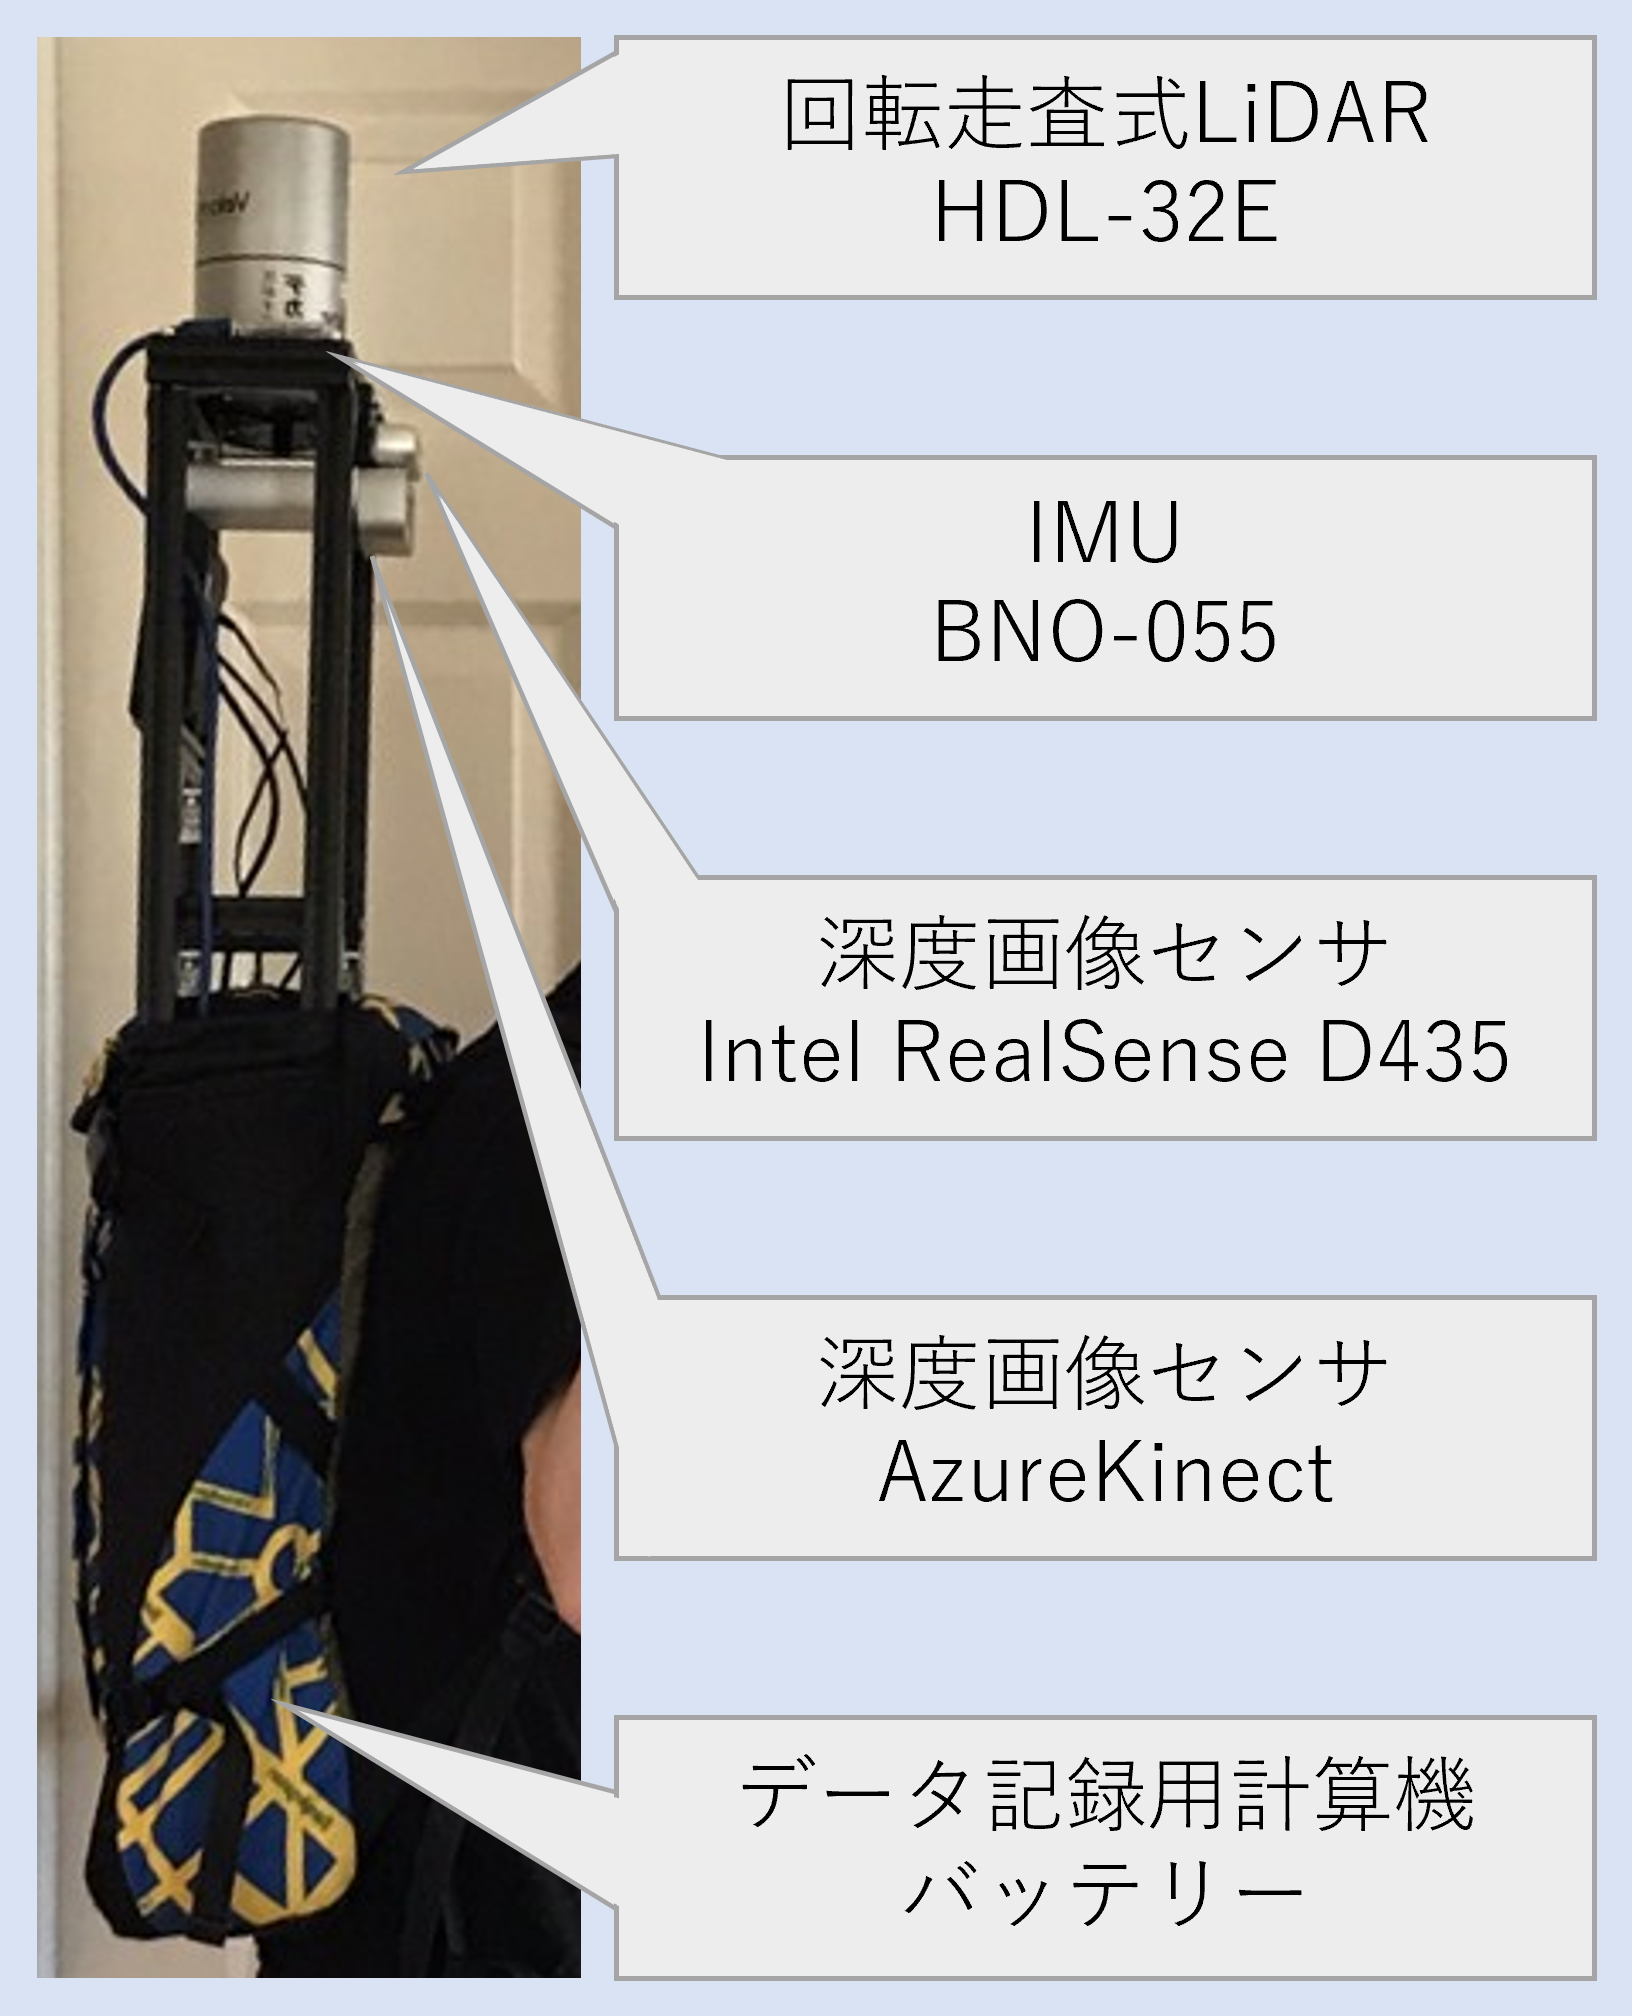 回転走査式LiDAR
HDL-32E
IMU
BNO-055
深度画像センサ
Intel RealSense D435
深度画像センサ
AzureKinect
データ記録用計算機
バッテリー